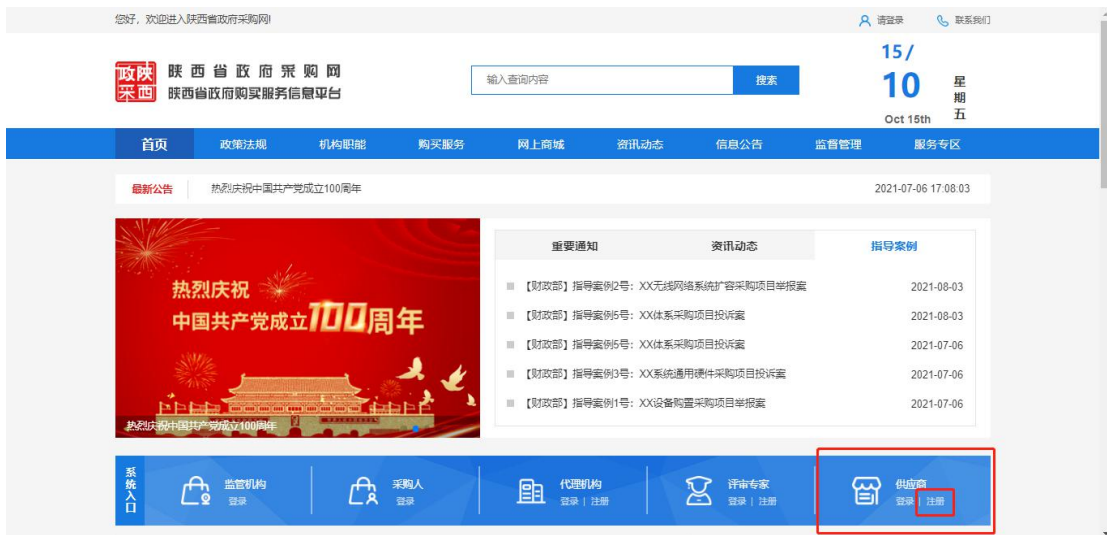 您好，欢迎进入陕西省政府采购网!
请登录
联系我们
政陕
采西
陕西省政府采购网
陕西省政府购买服务信息平台
输入查询内容
搜索
15/
10
Oct 15th
星期五
首页 政策法规 机构职能 购买服务 网上商城 资讯动态 信息公告 监督管理 服务专区
最新公告 热烈庆祝中国共产党成立100周年 2021-07-06 17:08:03
热烈庆祝
中国共产党成立100周年
热烈庆祝中国共产党成立100周年
重要通知 资讯动态 指导案例
【财政部】指导案例2号：XX无线网络系统扩容采购项目举报案 2021-08-03
【财政部】指导案例5号：XX体系采购项目投诉案 2021-08-03
【财政部】指导案例5号：XX体系采购项目投诉案 2021-07-06
【财政部】指导案例3号：XX系统通用硬件采购项目投诉案 2021-07-06
【财政部】指导案例1号：XX设备购置采购项目举报案 2021-07-06
系统入口
监管机构
登录
采购人
登录
代理机构
登录 | 注册
评审专家
登录 | 注册
供应商
登录 | 注册